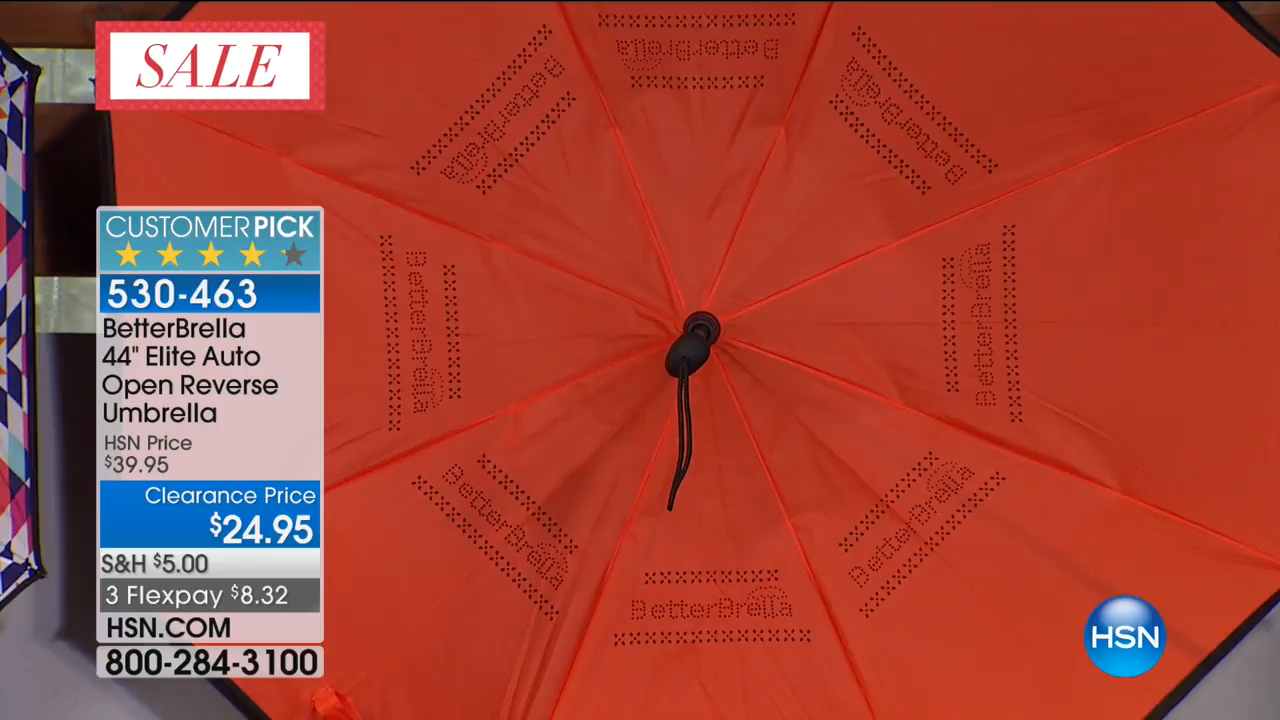 SALE
CUSTOMER PICK
530-463
BetterBrella
44" Elite Auto
Open Reverse
Umbrella
HSN Price
$39.95
Clearance Price
$24.95
S&H $5.00
3 Flexpay $8.32
HSN.COM
800-284-3100
BetterBrella
BetterBrella
BetterBrella
BetterBrella
BetterBrella
BetterBrella
BetterBrella
BetterBrella
HSN